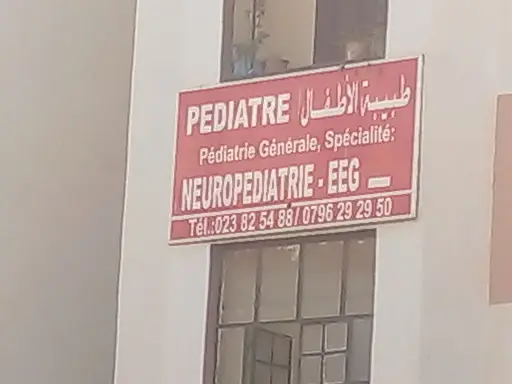 PEDIATRE طبيبة الأطفال
Pédiatrie Générale, Spécialité:
NEUROPEDIATRIE - EEG
Tél.:023 82 54 88/ 0796 29 29 50